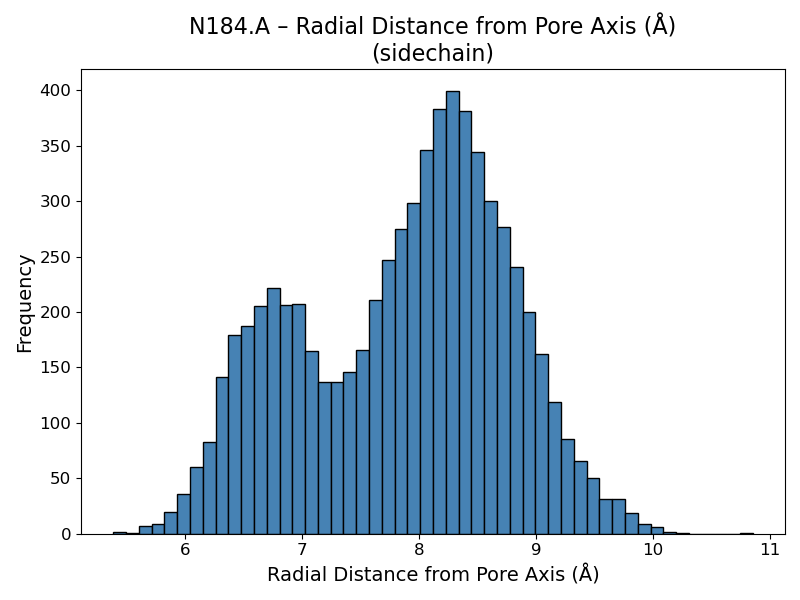 N184.A – Radial Distance from Pore Axis (Å)
(sidechain)
400
350
300
250
200
150
100
50
0
Frequency
6 7 8 9 10 11
Radial Distance from Pore Axis (Å)